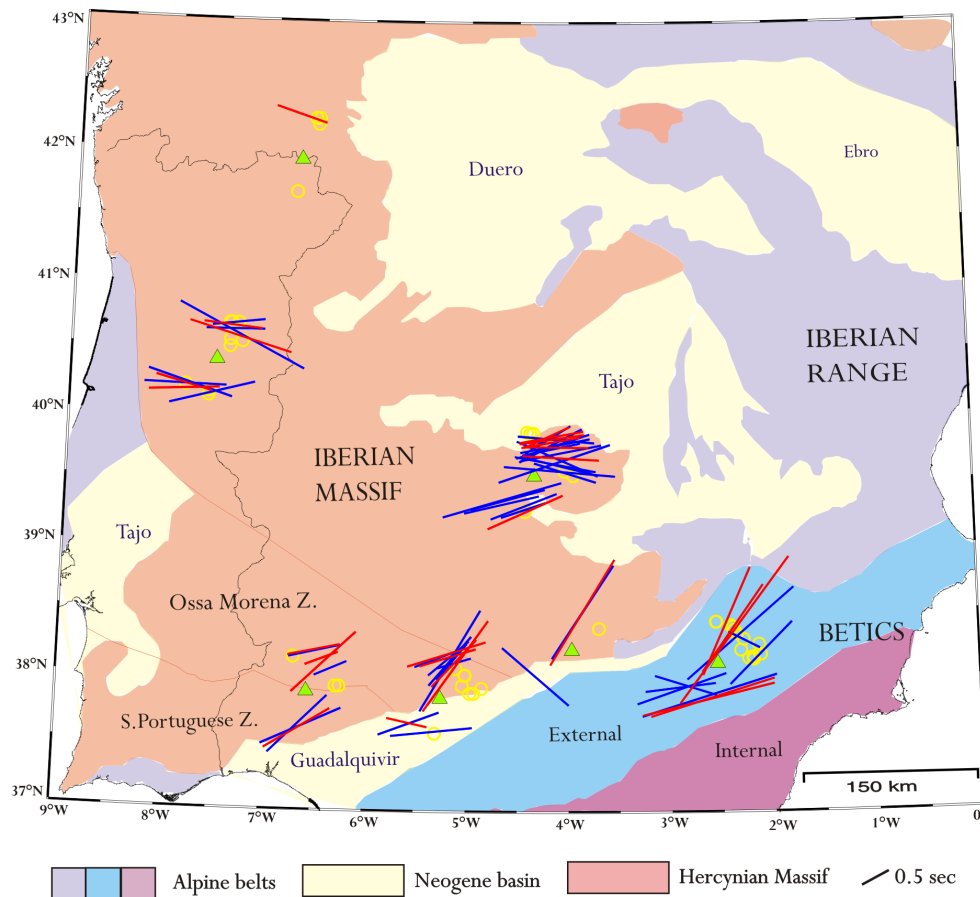 43°N
42°N
41°N
40°N
39°N
38°N
37°N
9°W
8°W
7°W
6°W
5°W
4°W
3°W
2°W
1°W
0
Duero
Ebro
IBERIAN
RANGE
Tajo
IBERIAN
MASSIF
Tajo
Ossa Morena Z.
BETICS
S.Portuguese Z.
External
Internal
Guadalquivir
150 km
Alpine belts
Neogene basin
Hercynian Massif
0.5 sec